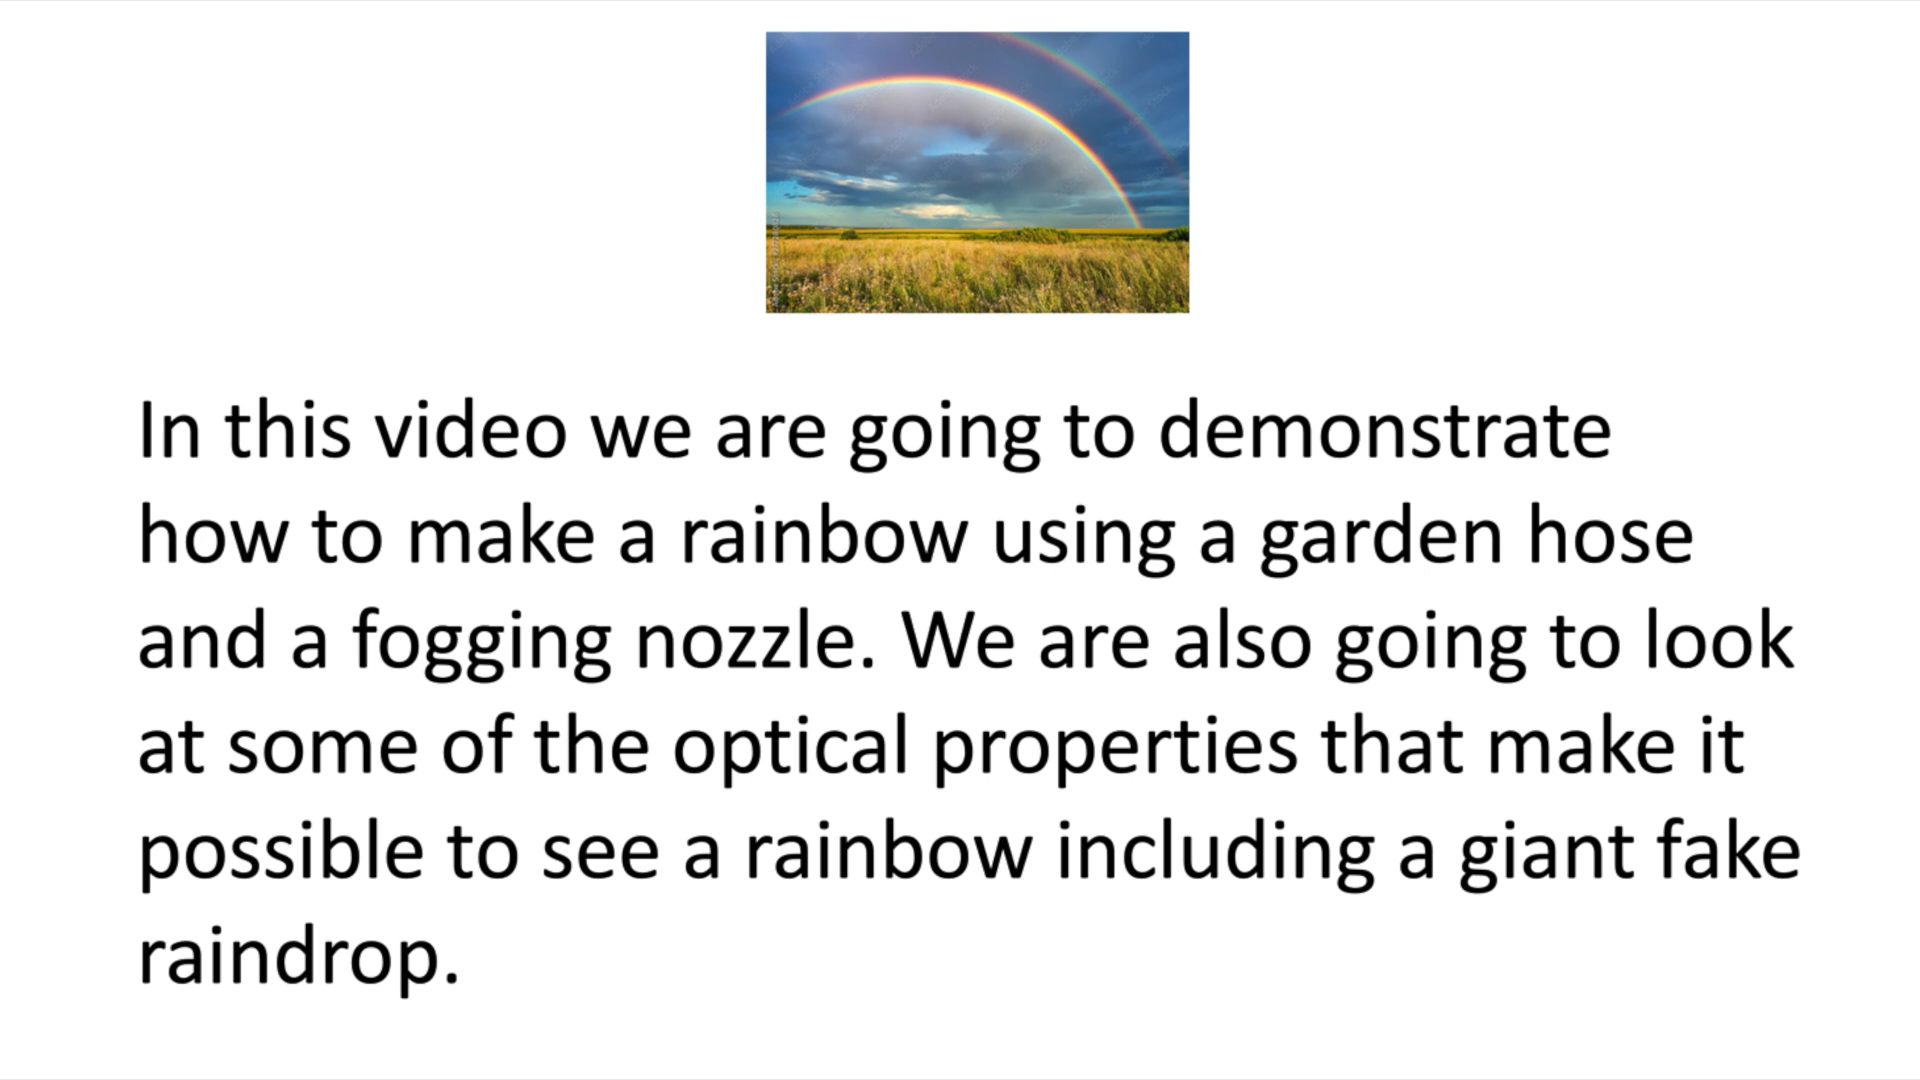 In this video we are going to demonstrate
how to make a rainbow using a garden hose
and a fogging nozzle. We are also going to look
at some of the optical properties that make it
possible to see a rainbow including a giant fake
raindrop.